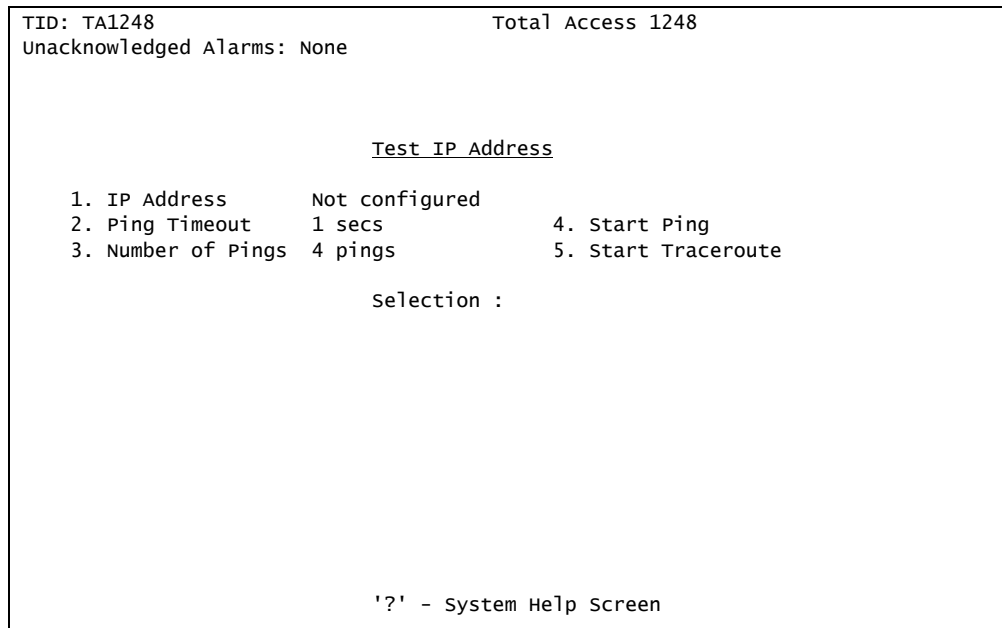 TID: TA1248 Total Access 1248
Unacknowledged Alarms: None
Test IP Address
1. IP Address Not configured
2. Ping Timeout 1 secs 4. Start Ping
3. Number of Pings 4 pings 5. Start Traceroute
Selection :
'?' - System Help Screen